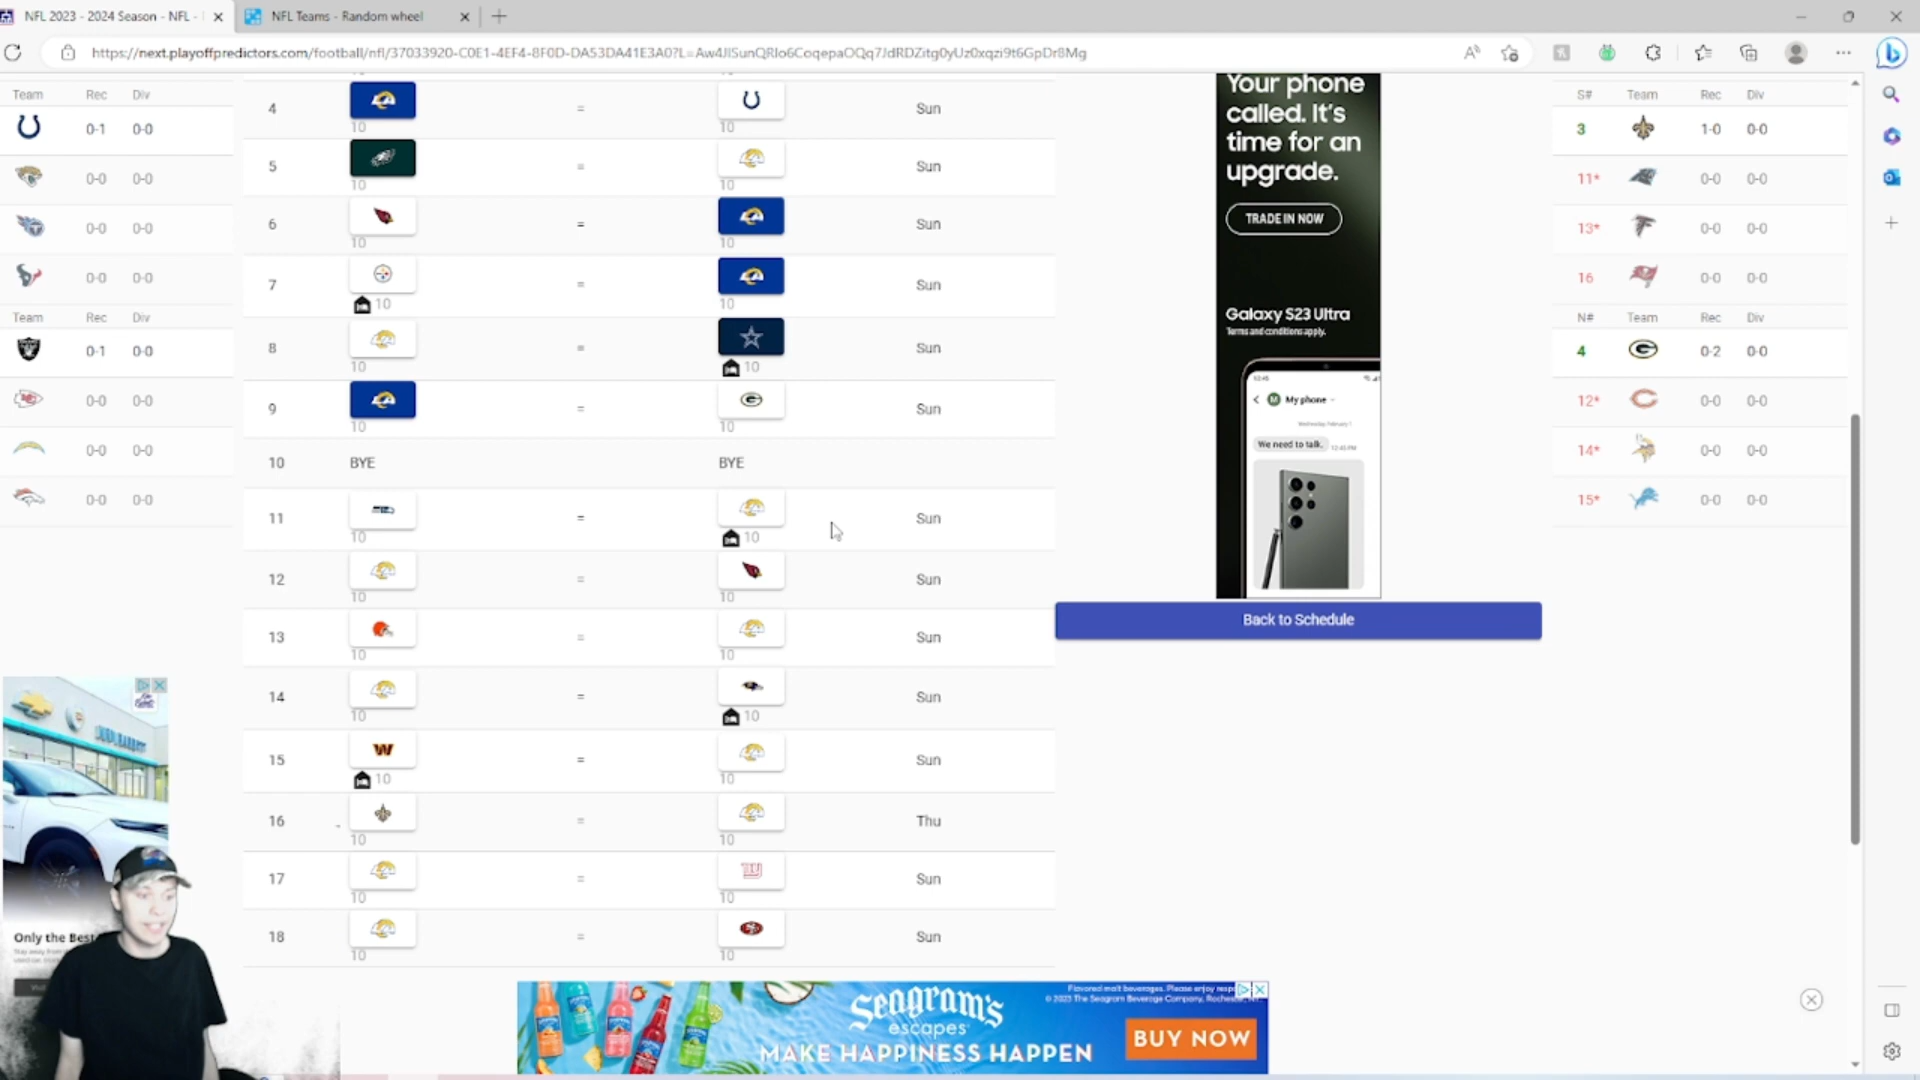 NFL 2023 - 2024 Season - NFL -
NFL Teams - Random wheel
https://next.playoffpredictors.com/football/nfl/37033920-C0E1-4EF4-8F0D-DA53DA41E3A0?L=Aw4JlSunQRlo6CoqepaOQq7JdRDZitg0yUz0xqzi9t6GpDr8Mg
Team Rec Div
0-1 0-0
0-0 0-0
0-0 0-0
0-0 0-0
Team Rec Div
0-1 0-0
0-0 0-0
0-0 0-0
0-0 0-0
4 = Sun
10 10
5 = Sun
10 10
6 = Sun
10 10
7 = Sun
10 10
8 = Sun
10 10
9 = Sun
10 10
10 BYE BYE
11 = Sun
10 10
12 = Sun
10 10
13 = Sun
10 10
14 = Sun
10 10
15 W = Sun
10 10
16 = Thu
10 10
17 = Sun
10 10
18 = Sun
10 10
Your phone
called. It's
time for an
upgrade.
TRADE IN NOW
Galaxy S23 Ultra
Terms and conditions apply.
My phone
Wednesday, February 1
We need to talk.
Back to Schedule
S# Team Rec Div
3 1-0 0-0
11* 0-0 0-0
13* 0-0 0-0
16 0-0 0-0
N# Team Rec Div
4 0-2 0-0
12* 0-0 0-0
14* 0-0 0-0
15* 0-0 0-0
Only the Best
Seagram's
escapes
MAKE HAPPINESS HAPPEN
BUY NOW